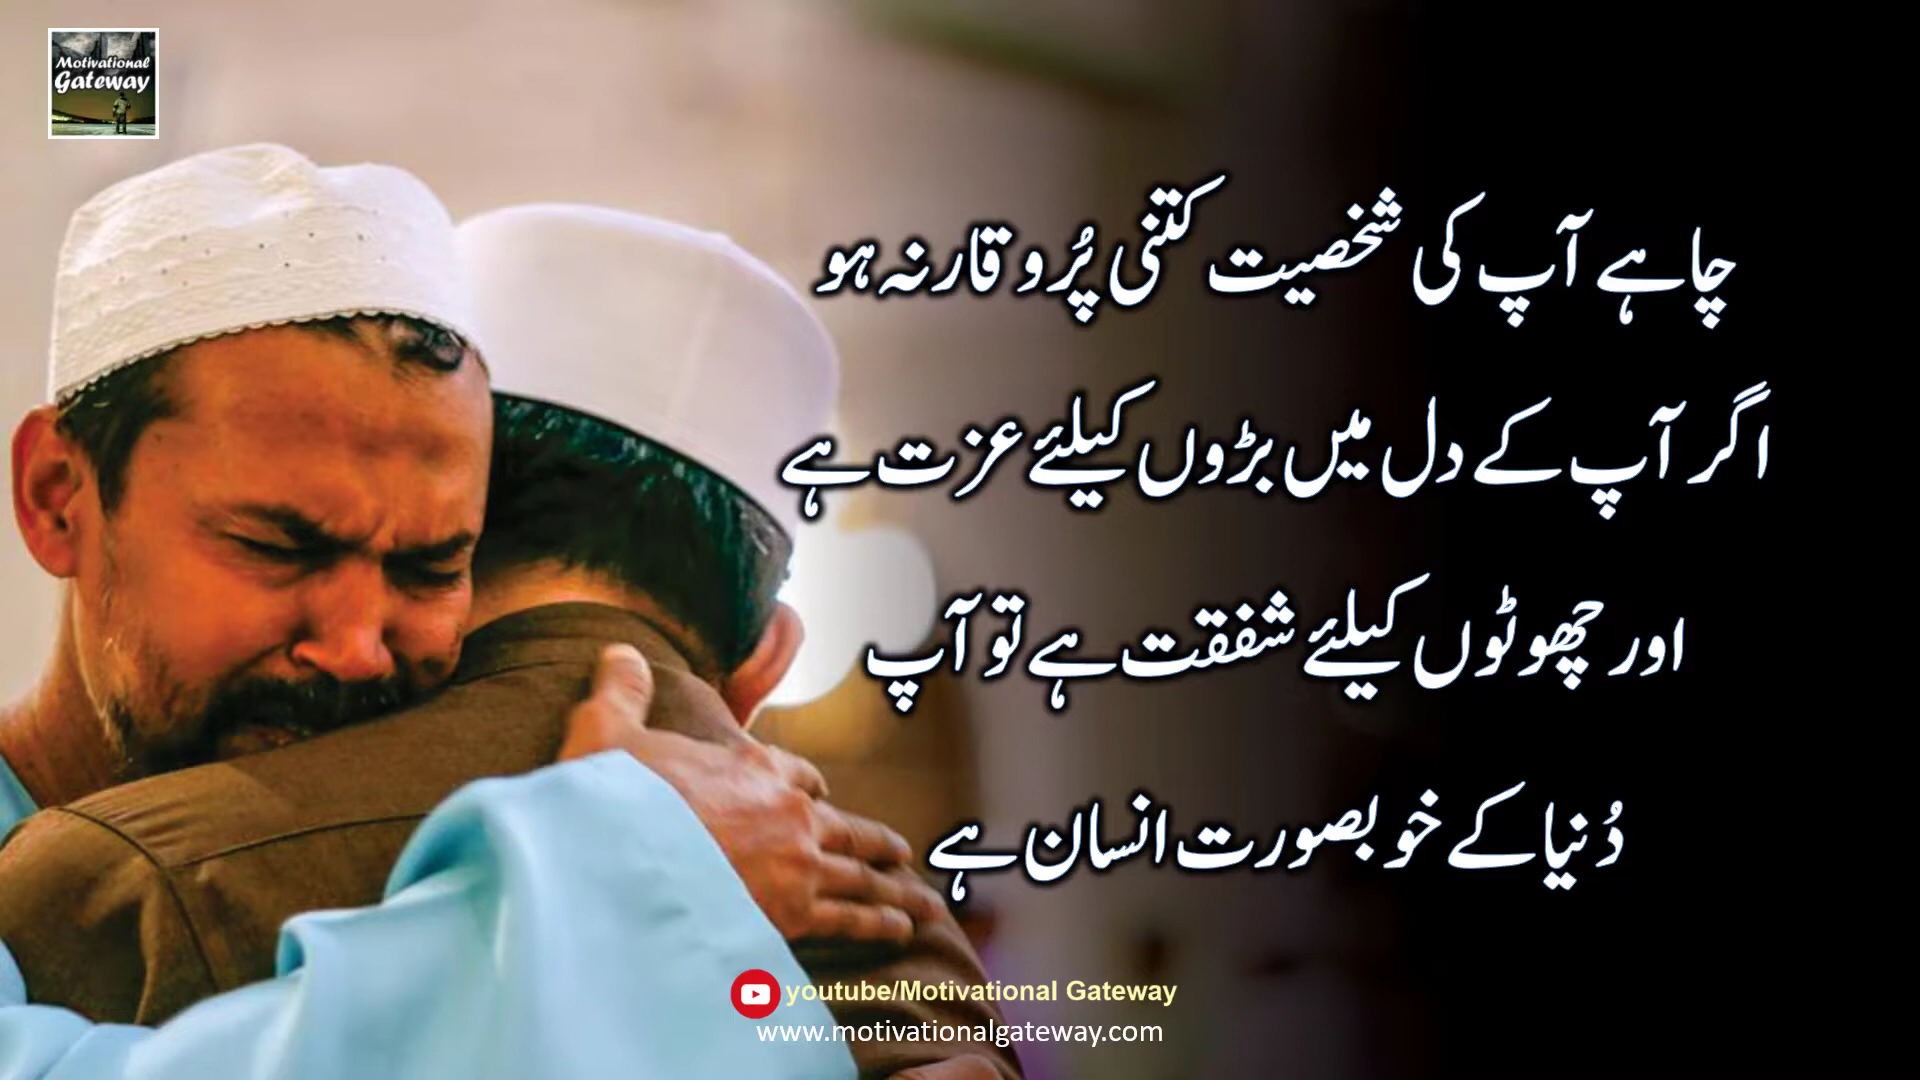 Motivational
Gateway
چاہے آپ کی شخصیت کتنی پُر وقار نہ ہو
اگر آپ کے دل میں بڑوں کیلئے عزت ہے
اور چھوٹوں کیلئے شفقت ہے تو آپ
دُنیا کے خوبصورت انسان ہے
youtube/Motivational Gateway
www.motivationalgateway.com